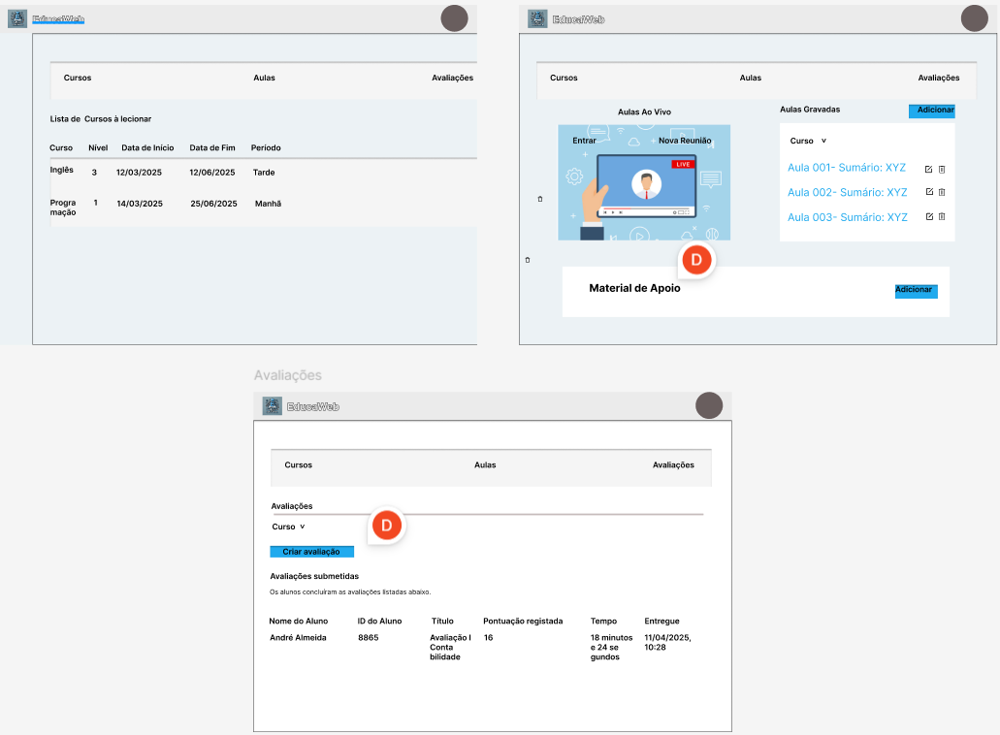 EducaWeb
Cursos Aulas Avaliações
Lista de Cursos à lecionar
Curso Nível Data de Início Data de Fim Período
Inglês 3 12/03/2025 12/06/2025 Tarde
Progra
mação 1 14/03/2025 25/06/2025 Manhã
EducaWeb
Cursos Aulas Avaliações
Aulas Ao Vivo
Entrar Nova Reunião
LIVE
Aulas Gravadas Adicionar
Curso v
Aula 001- Sumário: XYZ
Aula 002- Sumário: XYZ
Aula 003- Sumário: XYZ
D
Material de Apoio Adicionar
Avaliações
EducaWeb
Cursos Aulas Avaliações
Avaliações
Curso v
D
Criar avaliação
Avaliações submetidas
Os alunos concluíram as avaliações listadas abaixo.
Nome do Aluno ID do Aluno Título Pontuação registada Tempo Entregue
André Almeida 8865 Avaliação I 16 18 minutos 11/04/2025,
Conta e 24 se 10:28
bilidade gundos